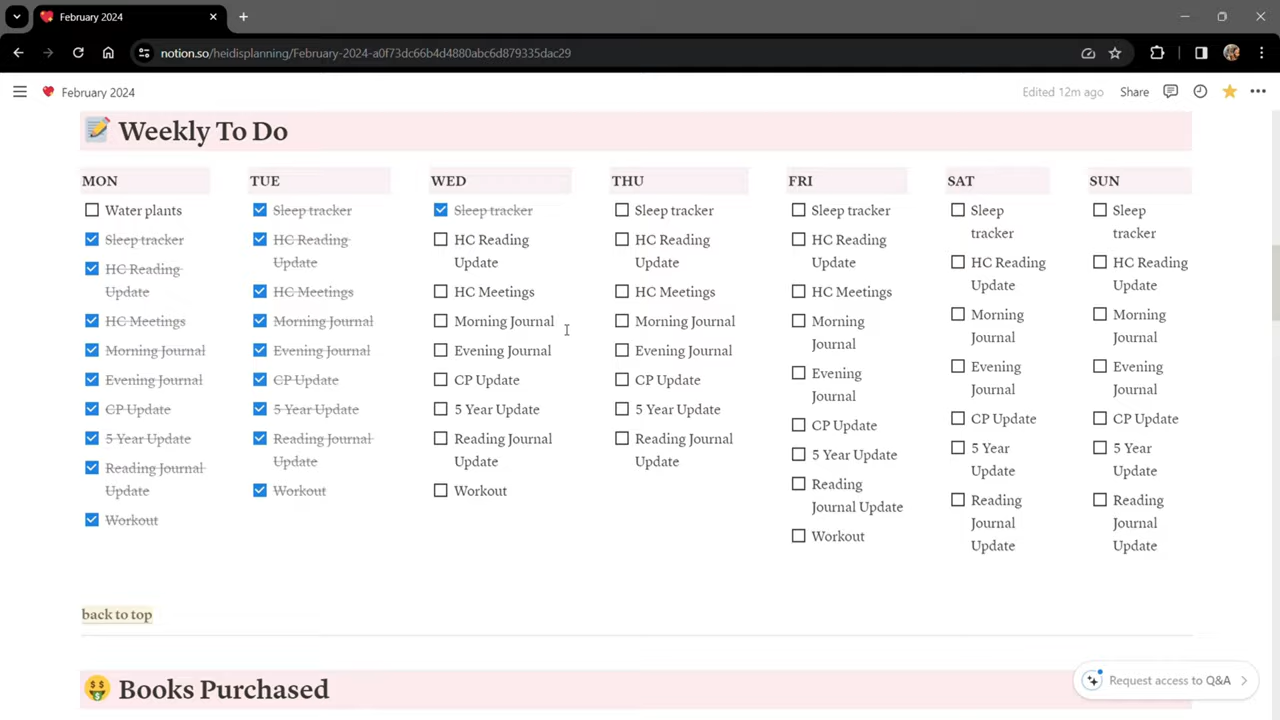 February 2024
notion.so/heidisplanning/February-2024-a0f73dc66b4d4880abc6d879335dac29
February 2024
Edited 12m ago
Share
Weekly To Do
MON
Water plants
Sleep tracker
HC Reading
Update
HC Meetings
Morning Journal
Evening Journal
CP Update
5 Year Update
Reading Journal
Update
Workout
TUE
Sleep tracker
HC Reading
Update
HC Meetings
Morning Journal
Evening Journal
CP Update
5 Year Update
Reading Journal
Update
Workout
WED
Sleep tracker
HC Reading
Update
HC Meetings
Morning Journal
Evening Journal
CP Update
5 Year Update
Reading Journal
Update
Workout
THU
Sleep tracker
HC Reading
Update
HC Meetings
Morning Journal
Evening Journal
CP Update
5 Year Update
Reading Journal
Update
FRI
Sleep tracker
HC Reading
Update
HC Meetings
Morning
Journal
Evening
Journal
CP Update
5 Year Update
Reading
Journal Update
Workout
SAT
Sleep
tracker
HC Reading
Update
Morning
Journal
Evening
Journal
CP Update
5 Year
Update
Reading
Journal
Update
SUN
Sleep
tracker
HC Reading
Update
Morning
Journal
Evening
Journal
CP Update
5 Year
Update
Reading
Journal
Update
back to top
Books Purchased
Request access to Q&A